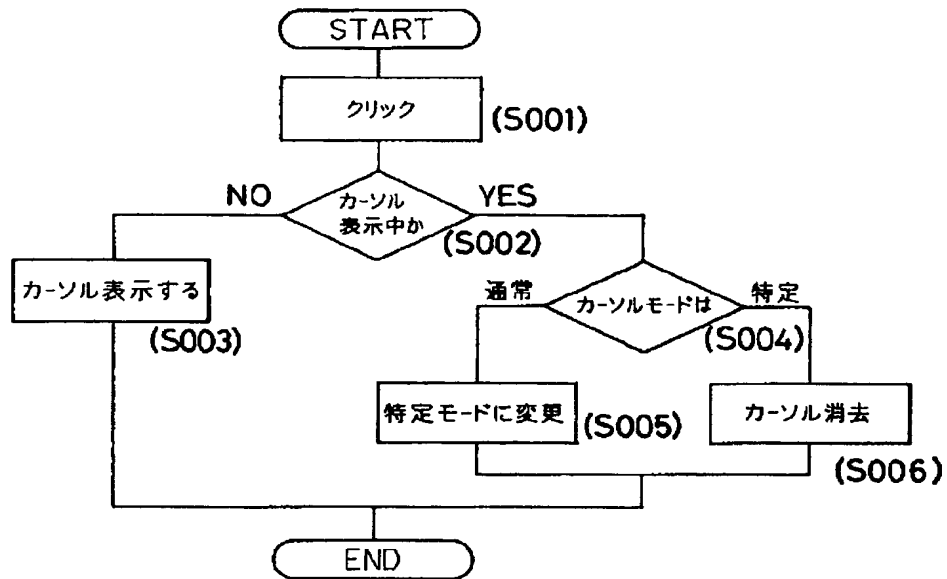 START
クリック
(S001)
NO
カーソル
表示中か
YES
(S002)
カーソル表示する
(S003)
通常
カーソルモードは
特定
(S004)
特定モードに変更
(S005)
カーソル消去
(S006)
END